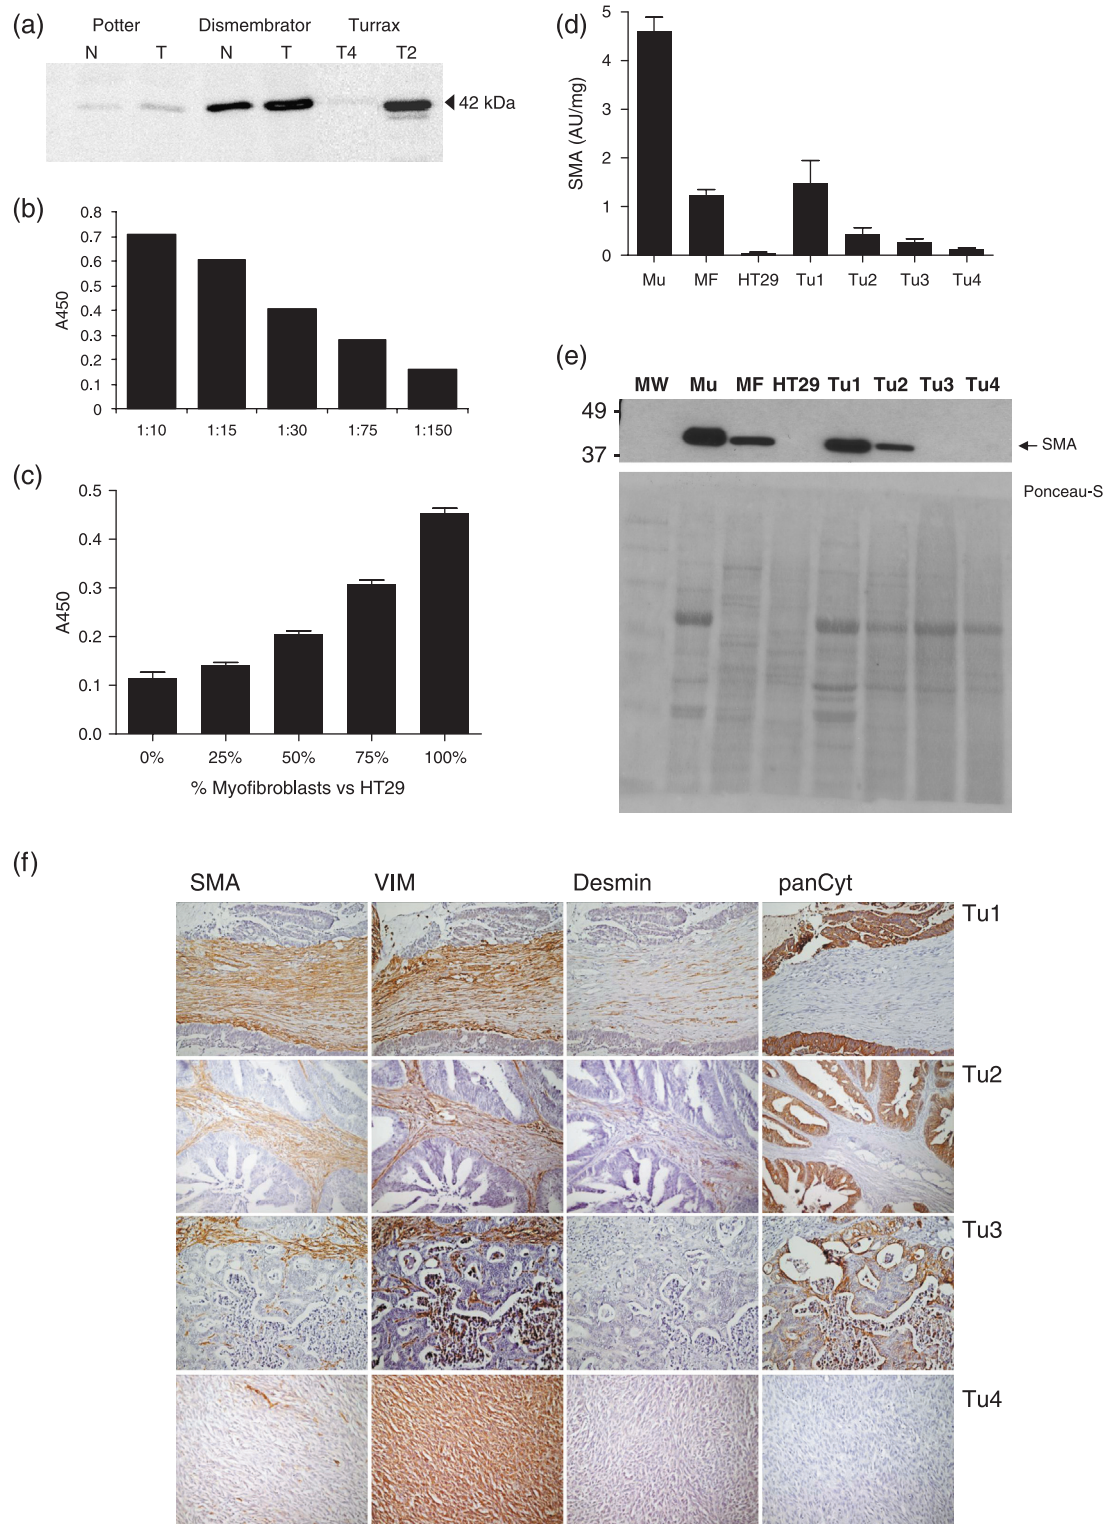 (a)
Potter Dismembrator Turrax
N T N T T4 T2
42 kDa
(b)
A450
0.8
0.7
0.6
0.5
0.4
0.3
0.2
0.1
0
1:10 1:15 1:30 1:75 1:150
(c)
A450
0.5
0.4
0.3
0.2
0.1
0.0
0% 25% 50% 75% 100%
% Myofibroblasts vs HT29
(d)
SMA (AU/mg)
5
4
3
2
1
0
Mu MF HT29 Tu1 Tu2 Tu3 Tu4
(e)
MW Mu MF HT29 Tu1 Tu2 Tu3 Tu4
49
37
SMA
Ponceau-S
(f)
SMA VIM Desmin panCyt
Tu1
Tu2
Tu3
Tu4